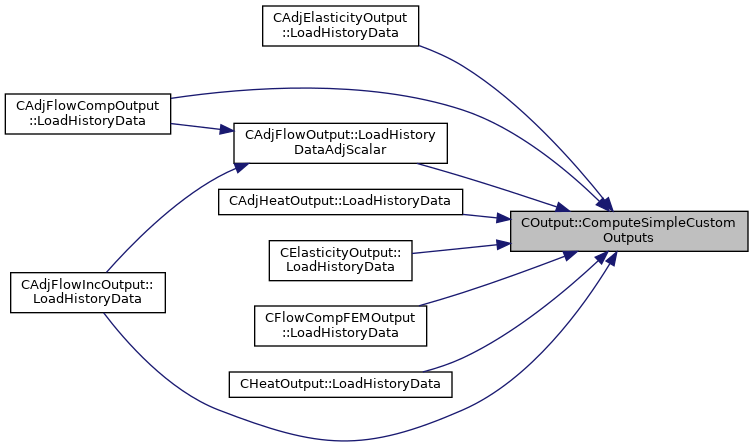 CAdjElasticityOutput
::LoadHistoryData
CAdjFlowCompOutput
::LoadHistoryData
CAdjFlowOutput::LoadHistory
DataAdjScalar
CAdjHeatOutput::LoadHistoryData
COutput::ComputeSimpleCustom
Outputs
CElasticityOutput::
LoadHistoryData
CAdjFlowIncOutput::
LoadHistoryData
CFlowCompFEMOutput
::LoadHistoryData
CHeatOutput::LoadHistoryData